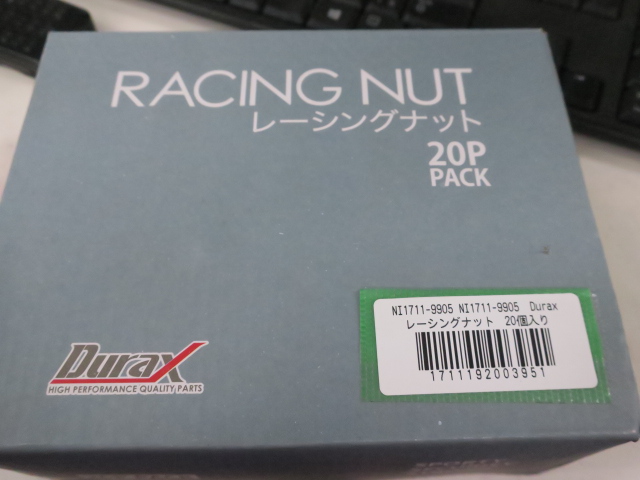 RACING NUT
レーシングナット
20P
PACK
NI1711-9905 NI1711-9905 Durax
レーシングナット 20個入り
1711192003951
Durax
HIGH PERFORMANCE QUALITY PARTS